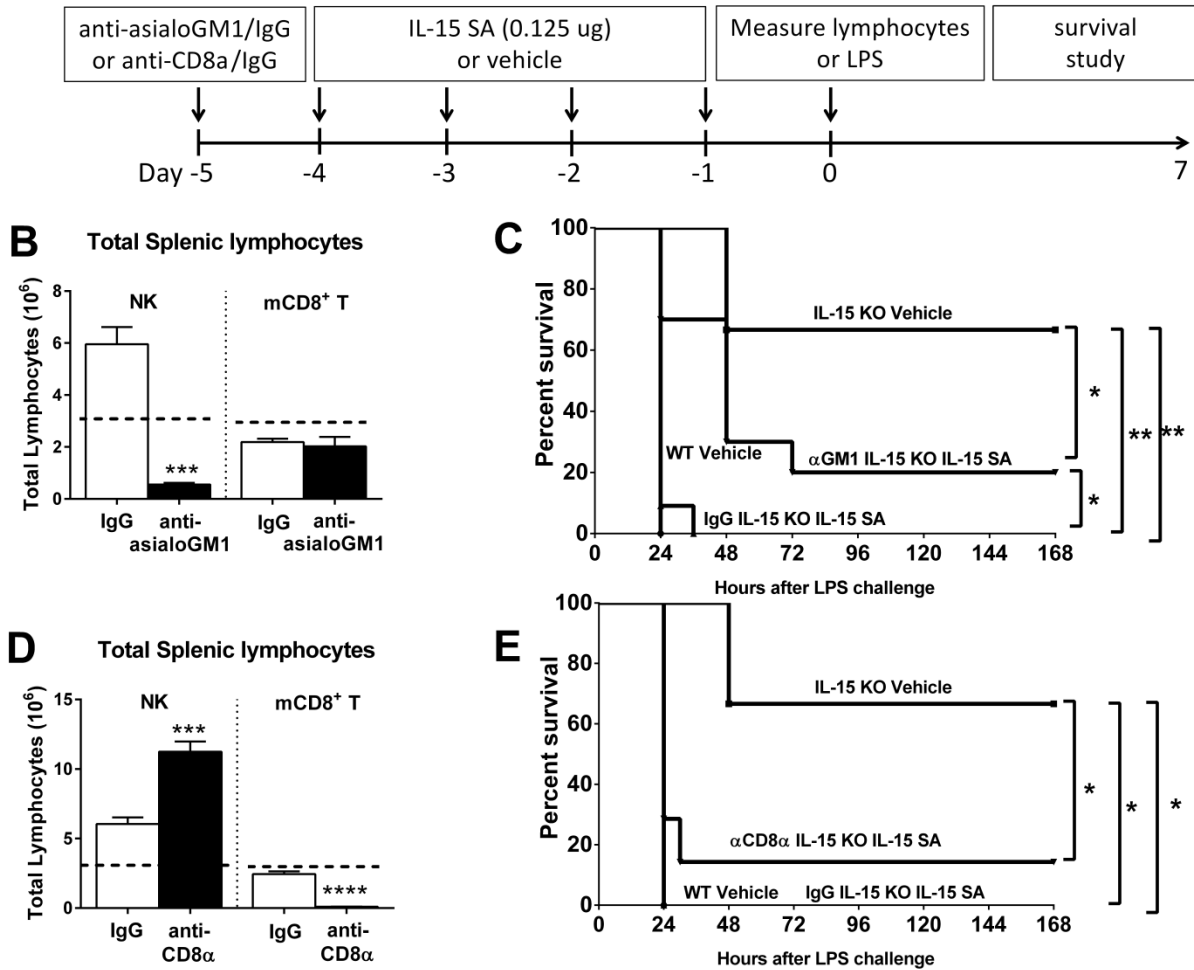 anti-asialoGM1/IgG
or anti-CD8a/IgG
IL-15 SA (0.125 ug)
or vehicle
Measure lymphocytes
or LPS
survival
study
Day -5 -4 -3 -2 -1 0 7
B
Total Splenic lymphocytes
Total Lymphocytes (10⁶)
8
6
4
2
0
NK
mCD8⁺ T
***
IgG
anti-
asialoGM1
IgG
anti-
asialoGM1
C
Percent survival
100
80
60
40
20
0
IL-15 KO Vehicle
WT Vehicle
αGM1 IL-15 KO IL-15 SA
IgG IL-15 KO IL-15 SA
*
*
**
**
0 24 48 72 96 120 144 168
Hours after LPS challenge
D
Total Splenic lymphocytes
Total Lymphocytes (10⁶)
15
10
5
0
NK
mCD8⁺ T
***
****
IgG
anti-
CD8α
IgG
anti-
CD8α
E
Percent survival
100
80
60
40
20
0
IL-15 KO Vehicle
αCD8α IL-15 KO IL-15 SA
WT Vehicle IgG IL-15 KO IL-15 SA
*
*
*
0 24 48 72 96 120 144 168
Hours after LPS challenge